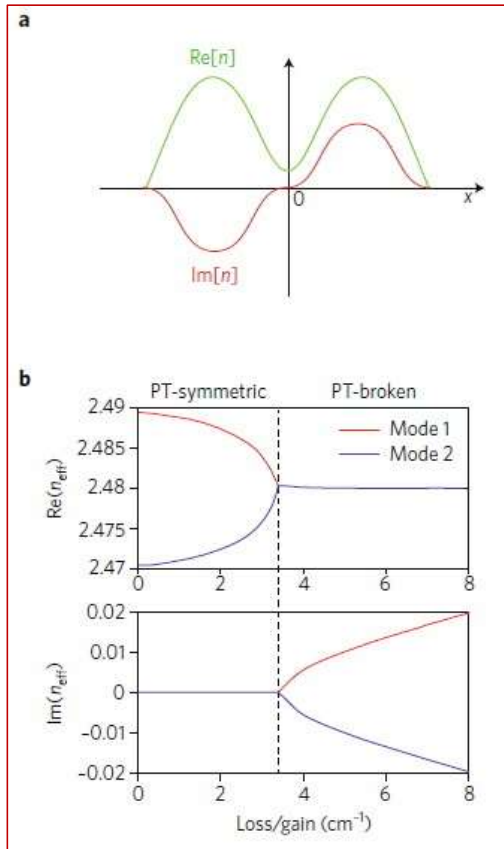 a
Re[n]
0
x
Im[n]
b
PT-symmetric PT-broken
2.49
2.485
2.48
2.475
2.47
Re(n_eff)
Mode 1
Mode 2
0 2 4 6 8
0.02
0.01
0
-0.01
-0.02
Im(n_eff)
0 2 4 6 8
Loss/gain (cm⁻¹)